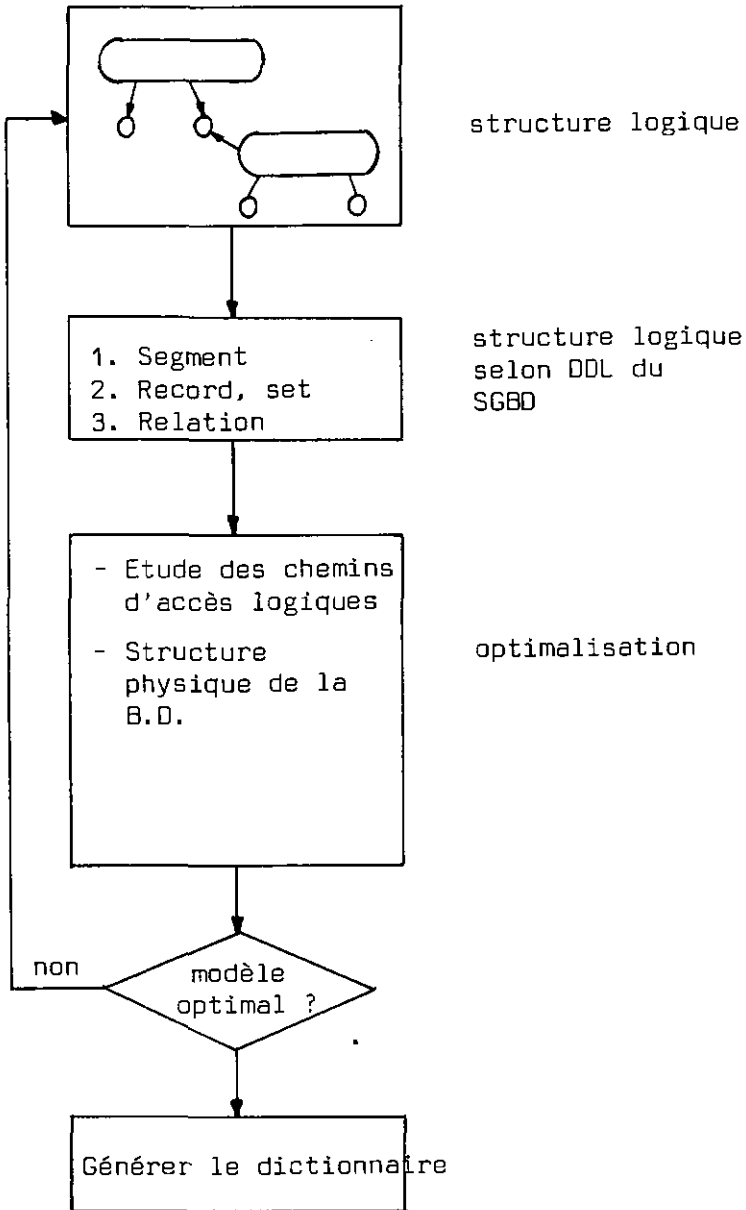 structure logique
1. Segment
2. Record, set
3. Relation
structure logique
selon DDL du
SGBD
- Etude des chemins
d'accès logiques
- Structure
physique de la
B.D.
optimalisation
non
modèle
optimal ?
Générer le dictionnaire